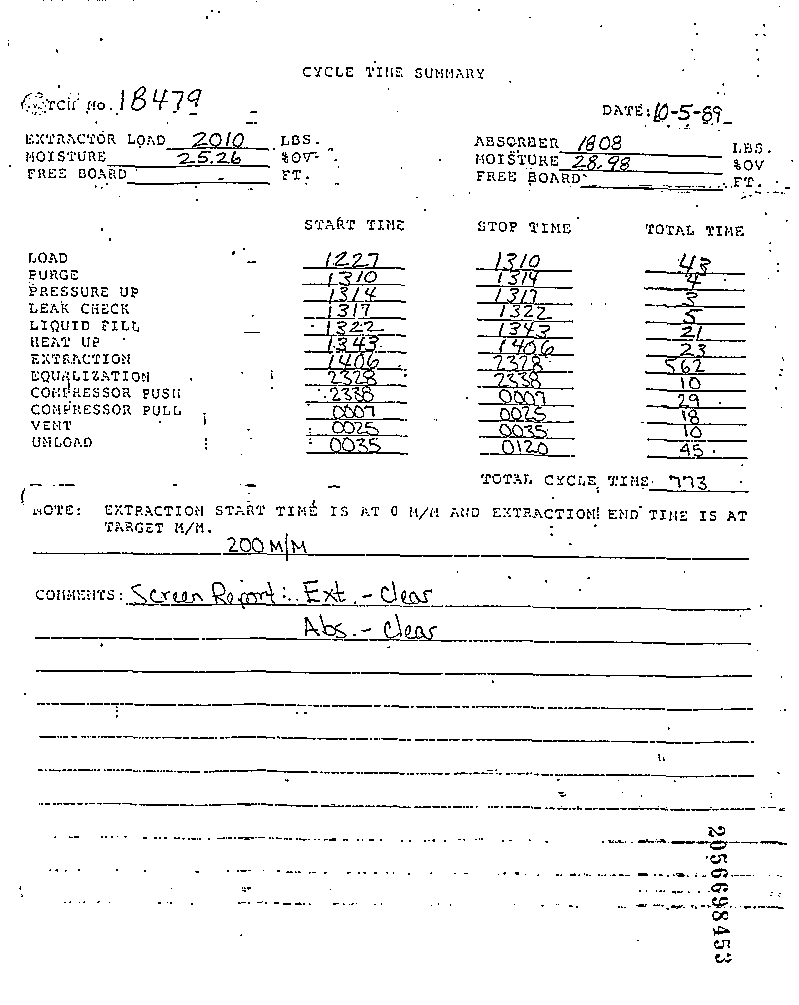 CYCLE TIME SUMMARY
BATCH NO. 18479
DATE: 10-5-89
EXTRACTOR LOAD 2010 LBS. ABSORBER 1808 LBS.
MOISTURE 25.26 %OV MOISTURE 28.98 %OV
FREE BOARD FT. FREE BOARD FT.
START TIME STOP TIME TOTAL TIME
LOAD 1227 1310 43
PURGE 1310 1314 4
PRESSURE UP 1314 1317 3
LEAK CHECK 1317 1322 5
LIQUID FILL 1322 1343 21
HEAT UP 1343 1406 23
EXTRACTION 1406 2328 562
EQUALIZATION 2328 2338 10
COMPRESSOR PUSH 2338 0007 29
COMPRESSOR PULL 0007 0025 18
VENT 0025 0035 10
UNLOAD 0035 0120 45
TOTAL CYCLE TIME 773
NOTE: EXTRACTION START TIME IS AT 0 M/M AND EXTRACTION END TIME IS AT
TARGET M/M.
200 M/M
COMMENTS: Screen Report: Ext. - Clear
Abs. - Clear
2056698453